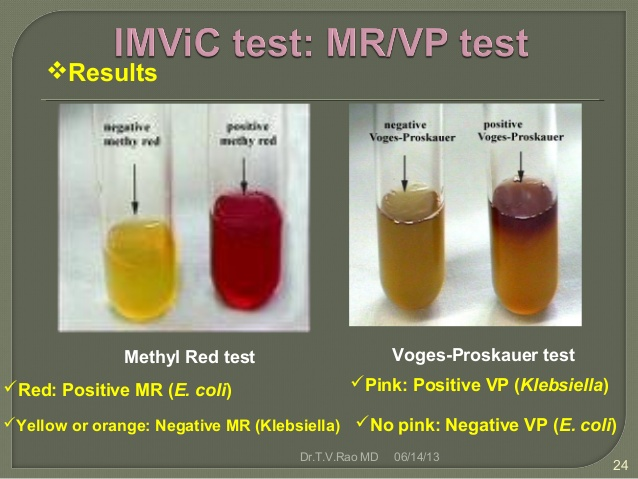 IMViC test: MR/VP test
❖Results
negative
methy red
positive
methy red
negative
Voges-Proskauer
positive
Voges-Proskauer
Methyl Red test
Voges-Proskauer test
✓Red: Positive MR (E. coli)
✓Pink: Positive VP (Klebsiella)
✓Yellow or orange: Negative MR (Klebsiella)
✓No pink: Negative VP (E. coli)
Dr.T.V.Rao MD 06/14/13
24